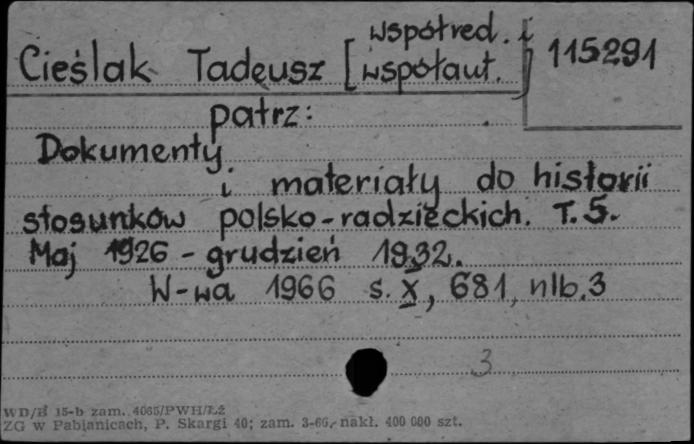 współred. i
Cieślak Tadeusz [współaut.] 115291
patrz:
Dokumenty
i materiały do historii
stosunków polsko-radzieckich. T. 5.
Maj 1926 - grudzień 1932.
W-wa 1966 s. X, 681, nlb. 3
3
WD/B 15-b zam. 4065/PWH/Ł2
ZG W Pabianicach, P. Skargi 40; zam. 3-66, nakł. 400 000 szt.